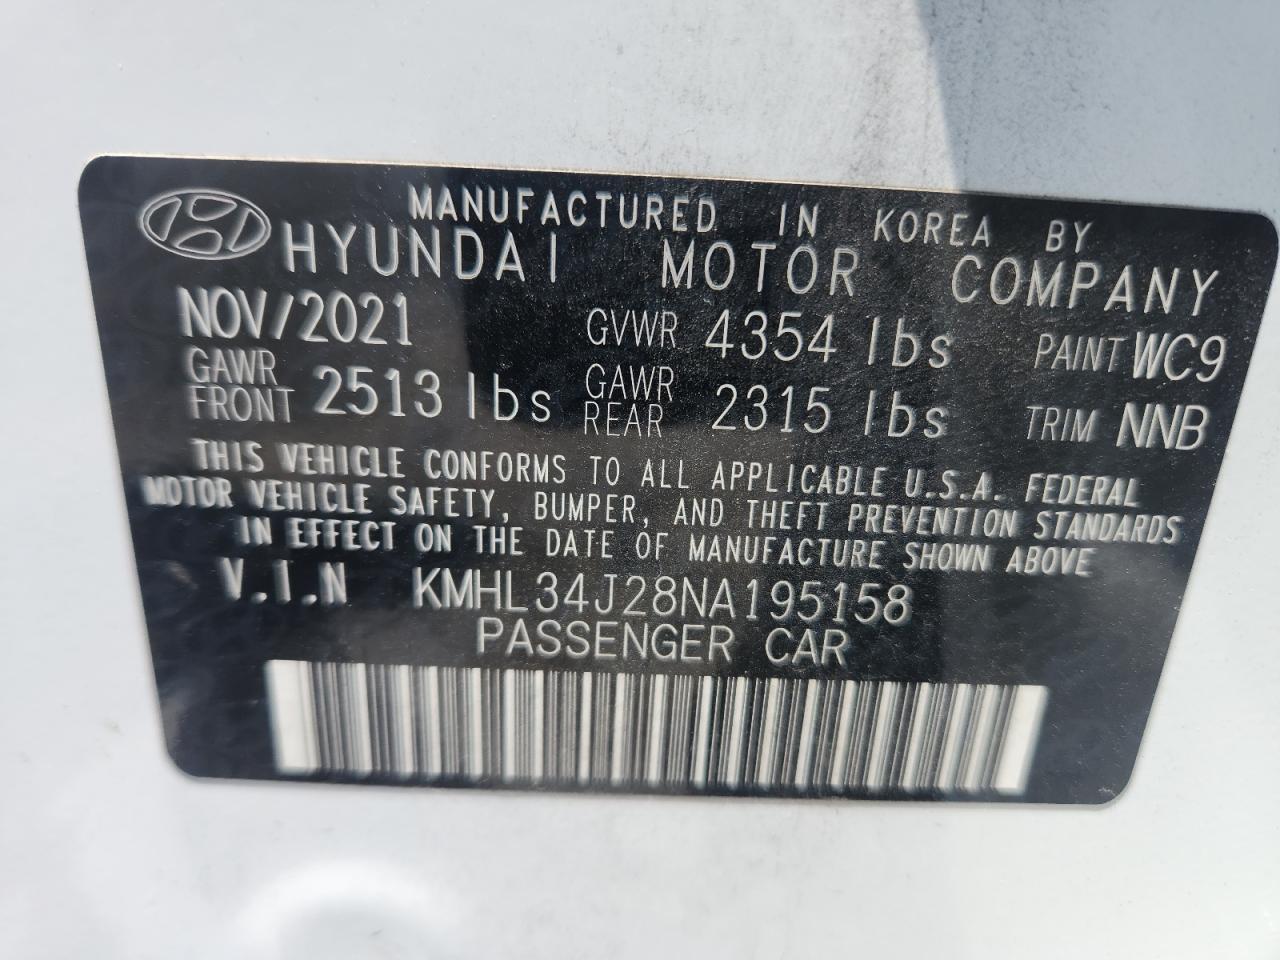 MANUFACTURED IN KOREA BY
HYUNDAI MOTOR COMPANY
NOV/2021 GVWR 4354 lbs PAINT WC9
GAWR FRONT 2513 lbs GAWR REAR 2315 lbs TRIM NNB
THIS VEHICLE CONFORMS TO ALL APPLICABLE U.S.A. FEDERAL
MOTOR VEHICLE SAFETY, BUMPER, AND THEFT PREVENTION STANDARDS
IN EFFECT ON THE DATE OF MANUFACTURE SHOWN ABOVE
V.I.N KMHL34J28NA195158
PASSENGER CAR